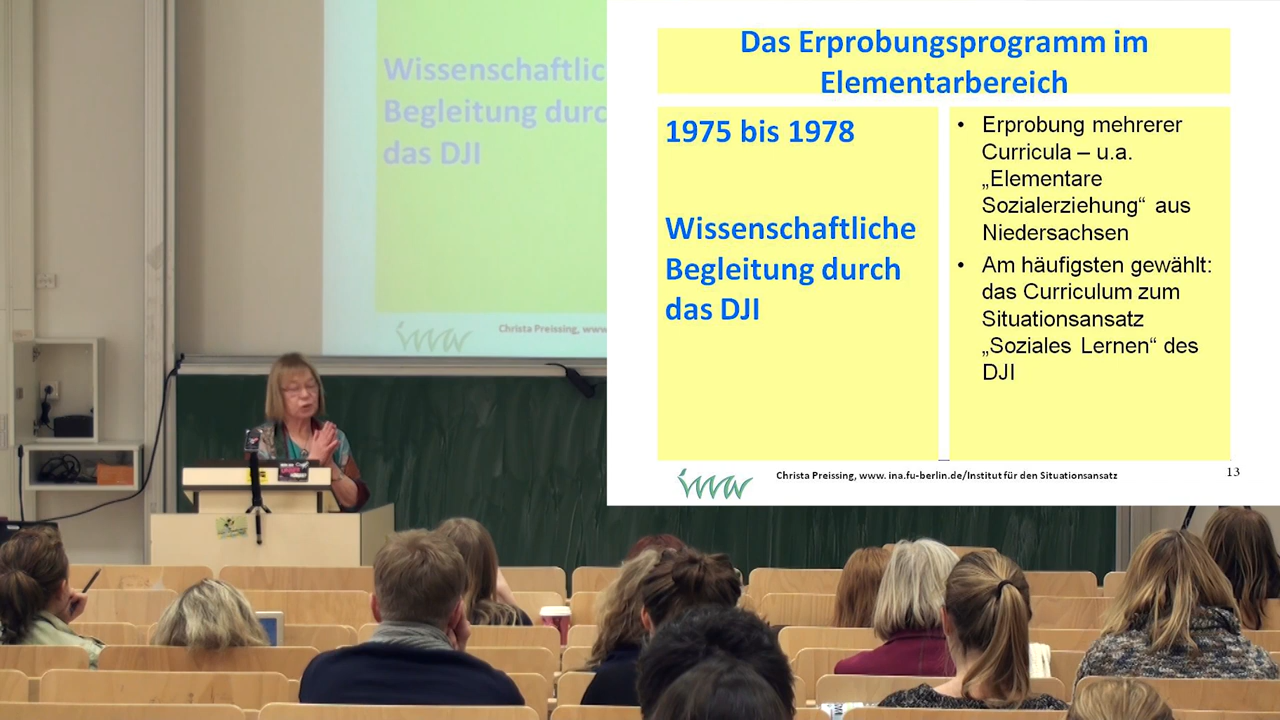 Wissenschaftlic
Begleitung durc
das DJI
ina
Christa Preissing, www
Das Erprobungsprogramm im
Elementarbereich
1975 bis 1978
Wissenschaftliche
Begleitung durch
das DJI
• Erprobung mehrerer
Curricula – u.a.
„Elementare
Sozialerziehung“ aus
Niedersachsen
• Am häufigsten gewählt:
das Curriculum zum
Situationsansatz
„Soziales Lernen“ des
DJI
ina
Christa Preissing, www. ina.fu-berlin.de/Institut für den Situationsansatz
13